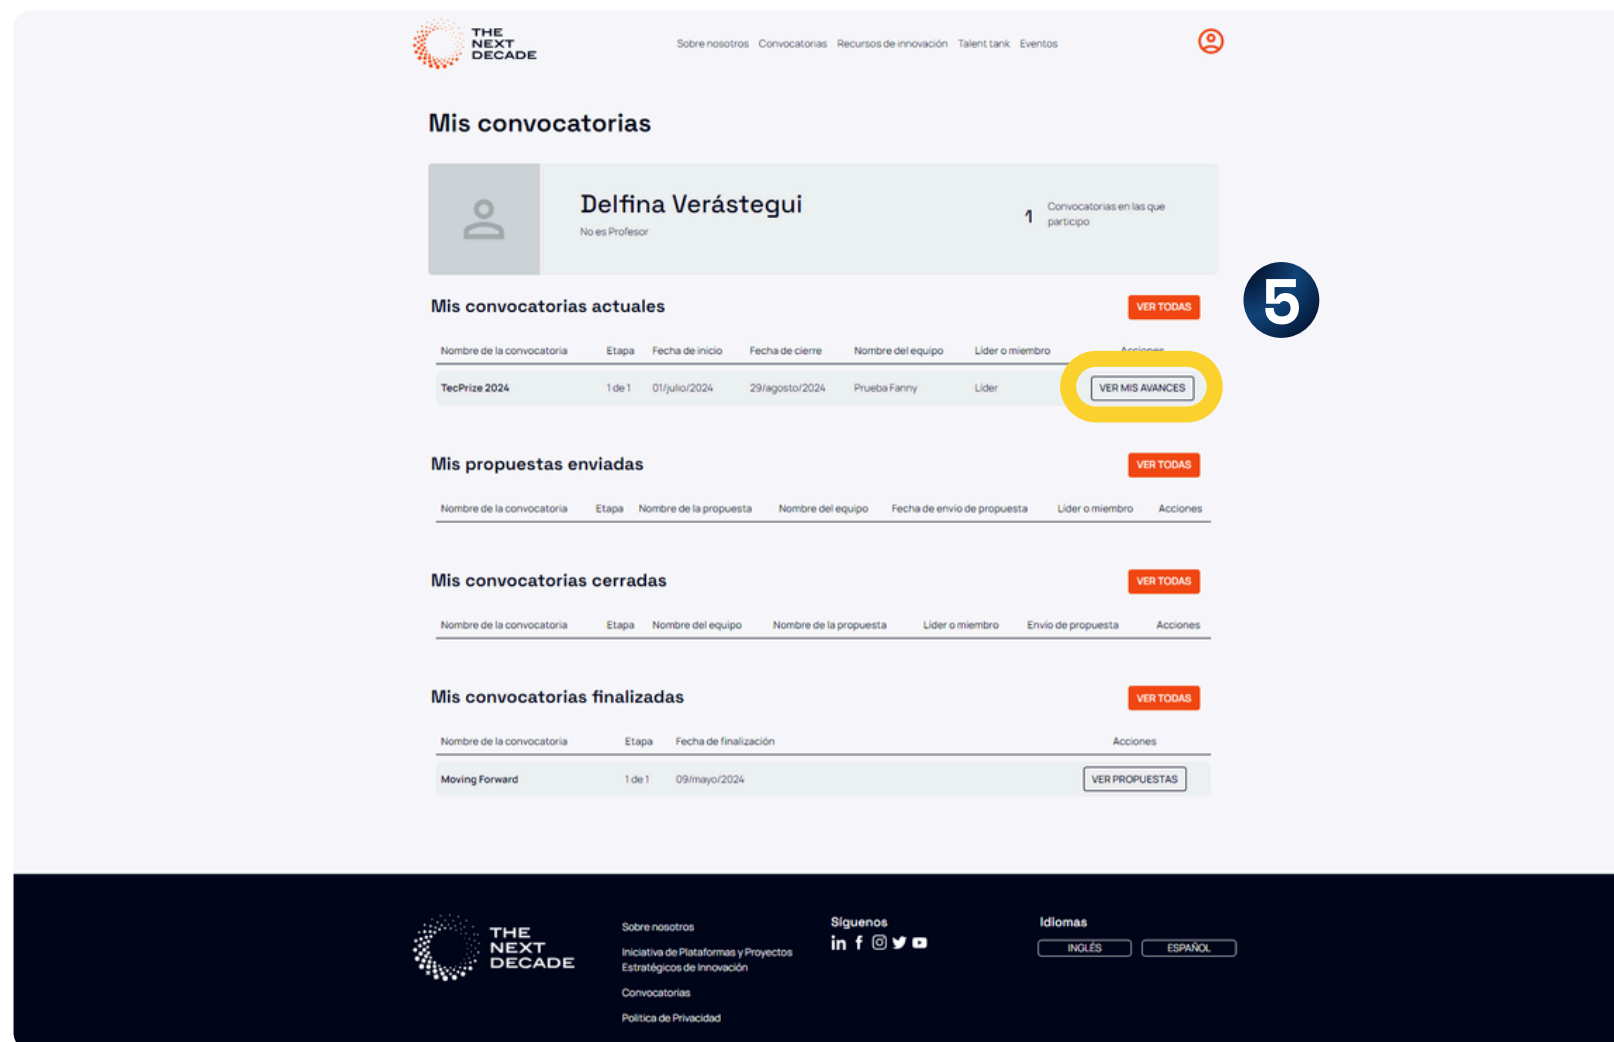 THE
NEXT
DECADE
Sobre nosotros Convocatorias Recursos de innovación Talent tank Eventos
Mis convocatorias
Delfina Verástegui
No es Profesor
1 Convocatorias en las que
participo
5
Mis convocatorias actuales VER TODAS
Nombre de la convocatoria Etapa Fecha de inicio Fecha de cierre Nombre del equipo Líder o miembro Acciones
TecPrize 2024 1 de 1 01/julio/2024 29/agosto/2024 Prueba Fanny Líder VER MIS AVANCES
Mis propuestas enviadas VER TODAS
Nombre de la convocatoria Etapa Nombre de la propuesta Nombre del equipo Fecha de envío de propuesta Líder o miembro Acciones
Mis convocatorias cerradas VER TODAS
Nombre de la convocatoria Etapa Nombre del equipo Nombre de la propuesta Líder o miembro Envío de propuesta Acciones
Mis convocatorias finalizadas VER TODAS
Nombre de la convocatoria Etapa Fecha de finalización Acciones
Moving Forward 1 de 1 09/mayo/2024 VER PROPUESTAS
THE
NEXT
DECADE
Sobre nosotros
Iniciativa de Plataformas y Proyectos
Estratégicos de Innovación
Convocatorias
Política de Privacidad
Síguenos
Idiomas
INGLÉS ESPAÑOL